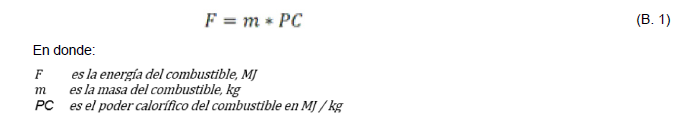 F = m * PC (B. 1)
En donde:
F es la energía del combustible, MJ
m es la masa del combustible, kg
PC es el poder calorífico del combustible en MJ / kg